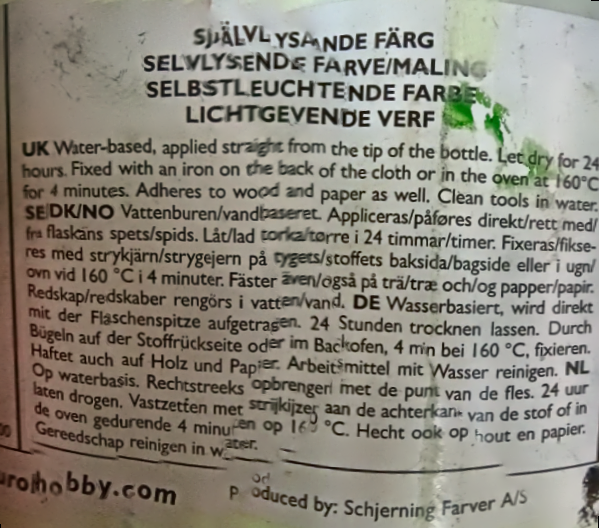 SJÄLVLYSANDE FÄRG
SELVLYSENDE FARVE/MALING
SELBSTLEUCHTENDE FARBE
LICHTGEVENDE VERF
UK Water-based, applied straight from the tip of the bottle. Let dry for 24
hours. Fixed with an iron on the back of the cloth or in the oven at 160°C
for 4 minutes. Adheres to wood and paper as well. Clean tools in water.
SE/DK/NO Vattenburen/vandbaseret. Appliceras/påføres direkt/rett med/
fra flaskans spets/spids. Låt/lad torka/tørre i 24 timmar/timer. Fixeras/fikse-
res med strykjärn/strygejern på tygets/stoffets baksida/bagside eller i ugn/
ovn vid 160 °C i 4 minuter. Fäster även/også på trä/træ och/og papper/papir.
Redskap/redskaber rengörs i vatten/vand. DE Wasserbasiert, wird direkt
mit der Flaschenspitze aufgetragen. 24 Stunden trocknen lassen. Durch
Bügeln auf der Stoffrückseite oder im Backofen, 4 min bei 160 °C, fixieren.
Haftet auch auf Holz und Papier. Arbeitsmittel mit Wasser reinigen. NL
Op waterbasis. Rechtstreeks opbrengen met de punt van de fles. 24 uur
laten drogen. Vastzetten met strijkijzer aan de achterkant van de stof of in
de oven gedurende 4 minuten op 160 °C. Hecht ook op hout en papier.
Gereedschap reinigen in water.
urohobby.com
Produced by: Schjerning Farver A/S